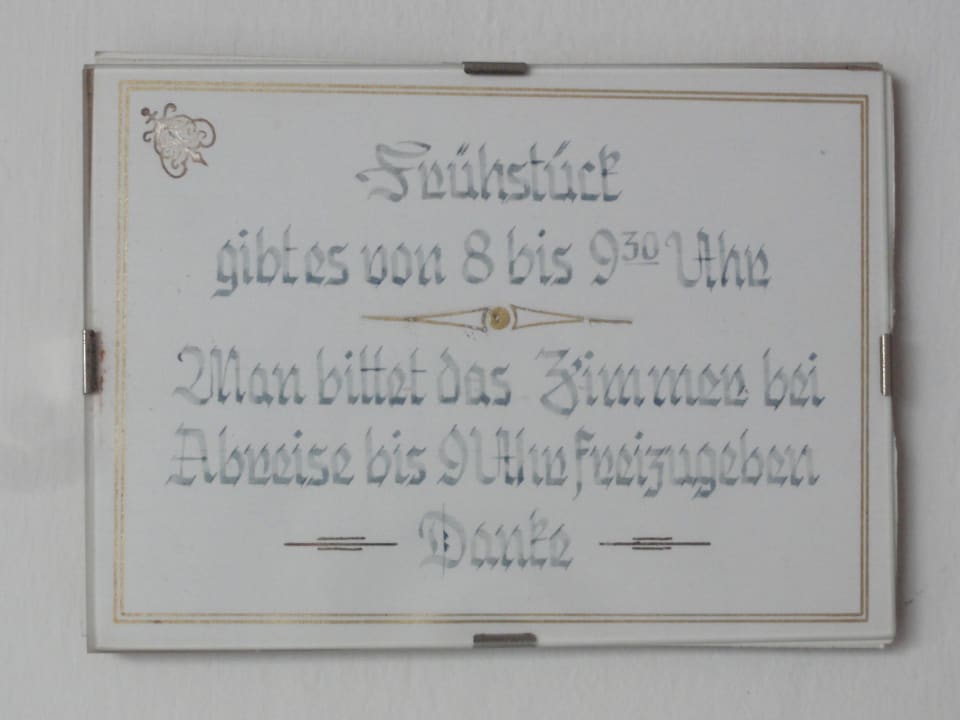 Frühstück
gibt es von 8 bis 9³⁰ Uhr
Man bittet das Zimmer bei
Abreise bis 9 Uhr freizugeben
Danke